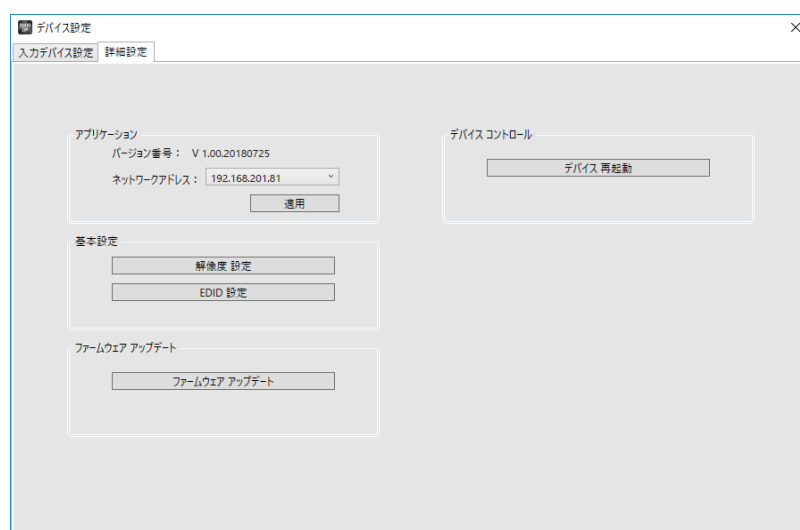 デバイス設定
入力デバイス設定 詳細設定
アプリケーション
バージョン番号： V 1.00.20180725
ネットワークアドレス： 192.168.201.81
適用
基本設定
解像度 設定
EDID 設定
ファームウェア アップデート
ファームウェア アップデート
デバイス コントロール
デバイス 再起動